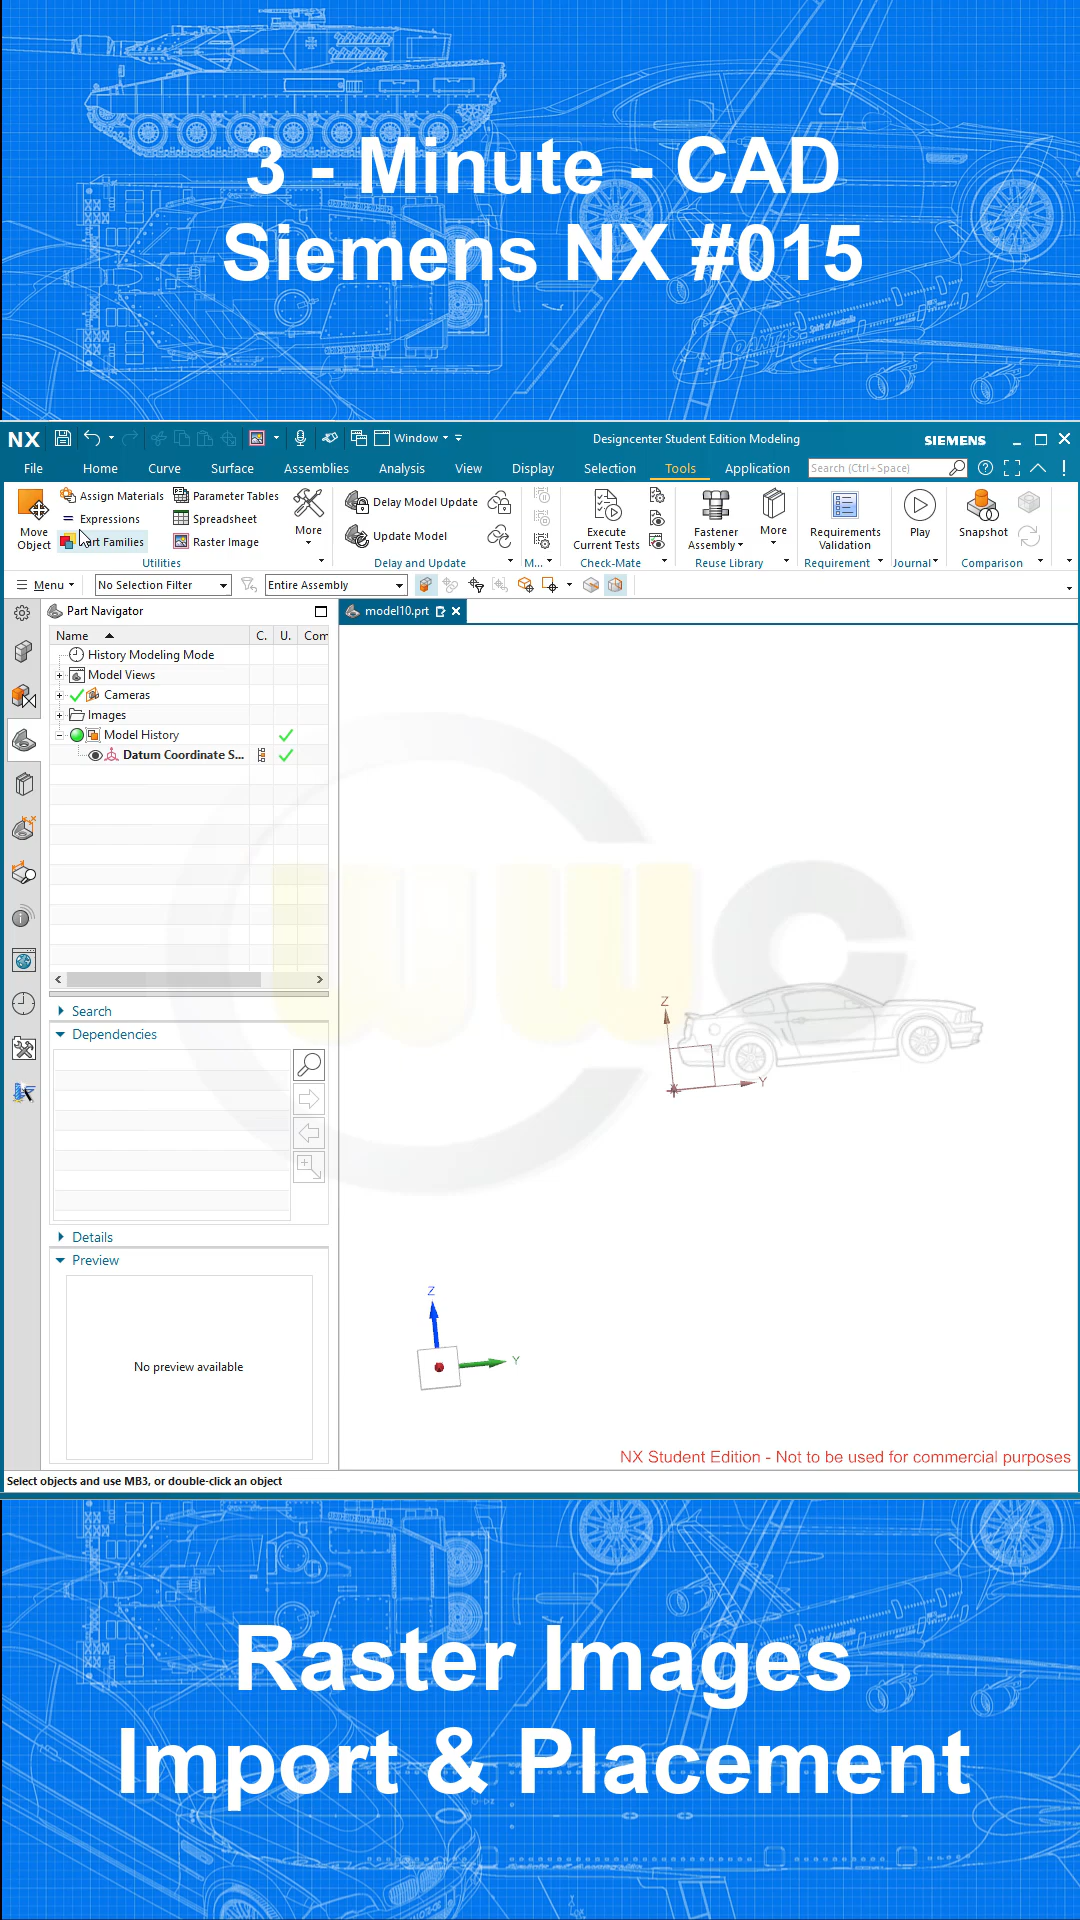 3 - Minute - CAD
Siemens NX #015
NX
Window
Designcenter Student Edition Modeling
SIEMENS
File
Home
Curve
Surface
Assemblies
Analysis
View
Display
Selection
Tools
Application
Search (Ctrl+Space)
Move
Object
Assign Materials
Expressions
rt Families
Parameter Tables
Spreadsheet
Raster Image
More
Utilities
Delay Model Update
Update Model
Delay and Update
M...
Execute
Current Tests
Check-Mate
Fastener
Assembly
More
Reuse Library
Requirements
Validation
Requirement
Play
Journal
Snapshot
Comparison
Menu
No Selection Filter
Entire Assembly
Part Navigator
model10.prt
Name
C.
U.
Com
History Modeling Mode
Model Views
Cameras
Images
Model History
Datum Coordinate S...
wwc
Search
Dependencies
Details
Preview
No preview available
Z
Y
Z
Y
NX Student Edition - Not to be used for commercial purposes
Select objects and use MB3, or double-click an object
Raster Images
Import & Placement
QANTAS
Spirit of Australia